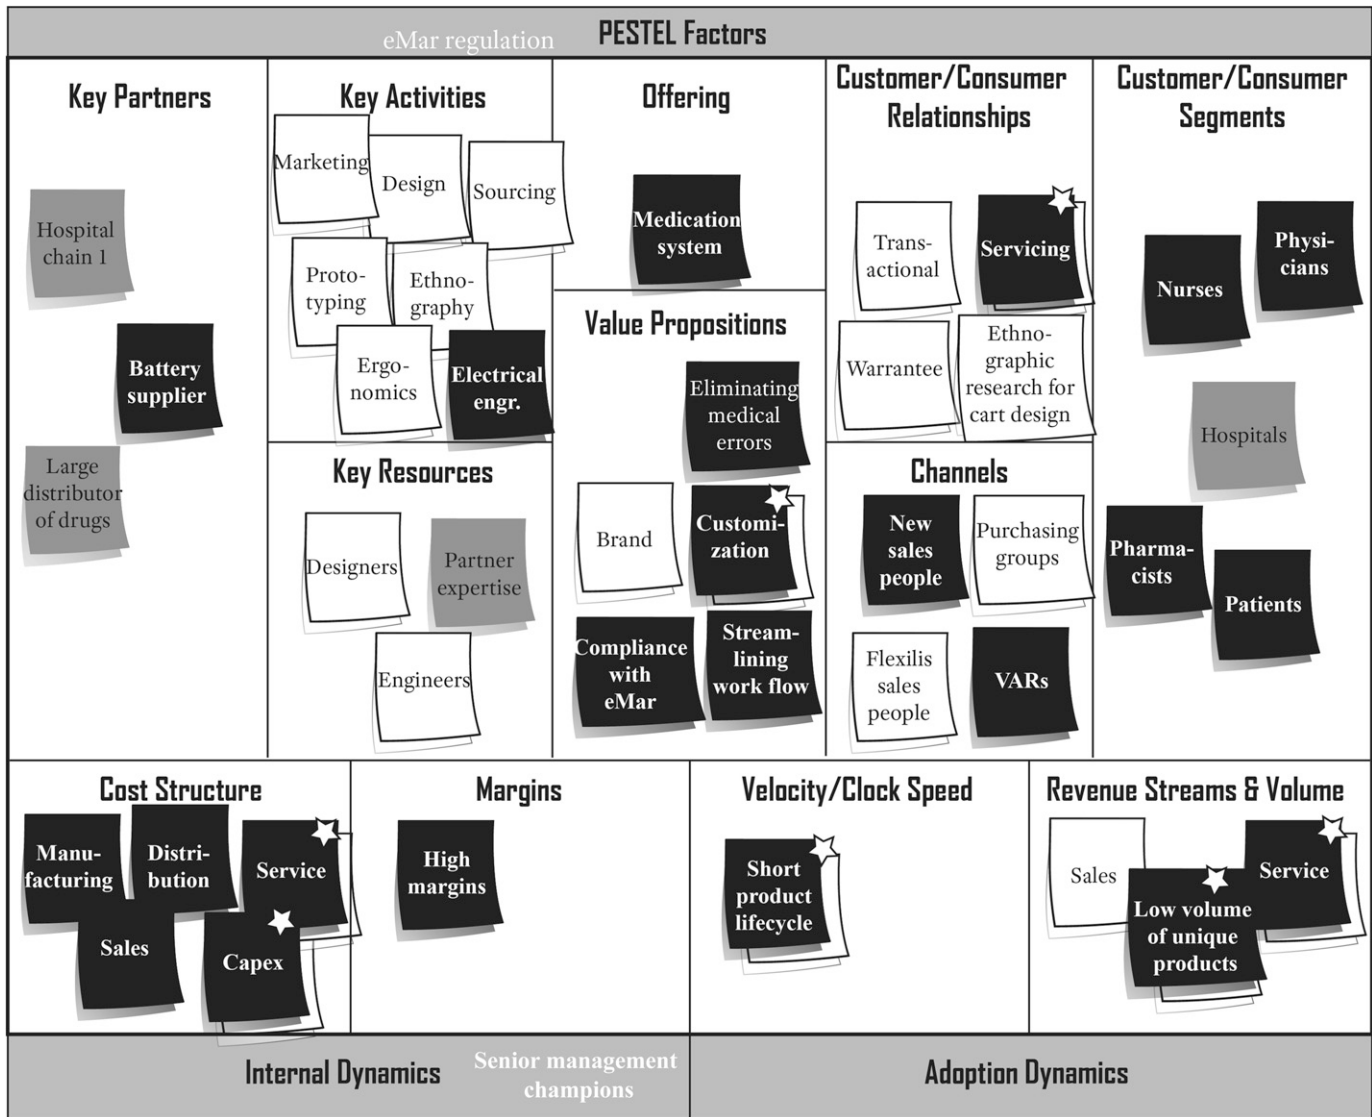 eMar regulation
PESTEL Factors
Key Partners
Hospital
chain 1
Battery
supplier
Large
distributor
of drugs
Key Activities
Marketing
Design
Sourcing
Proto-
typing
Ethno-
graphy
Ergo-
nomics
Electrical
engr.
Key Resources
Designers
Partner
expertise
Engineers
Offering
Medication
system
Value Propositions
Eliminating
medical
errors
Brand
Customi-
zation
Compliance
with
eMar
Stream-
lining
work flow
Customer/Consumer
Relationships
Trans-
actional
Servicing
Warrantee
Ethno-
graphic
research for
cart design
Channels
New
sales
people
Purchasing
groups
Flexilis
sales
people
VARs
Customer/Consumer
Segments
Nurses
Physi-
cians
Hospitals
Pharma-
cists
Patients
Cost Structure
Manu-
facturing
Distri-
bution
Service
Sales
Capex
Margins
High
margins
Velocity/Clock Speed
Short
product
lifecycle
Revenue Streams & Volume
Sales
Low volume
of unique
products
Service
Internal Dynamics
Senior management
champions
Adoption Dynamics